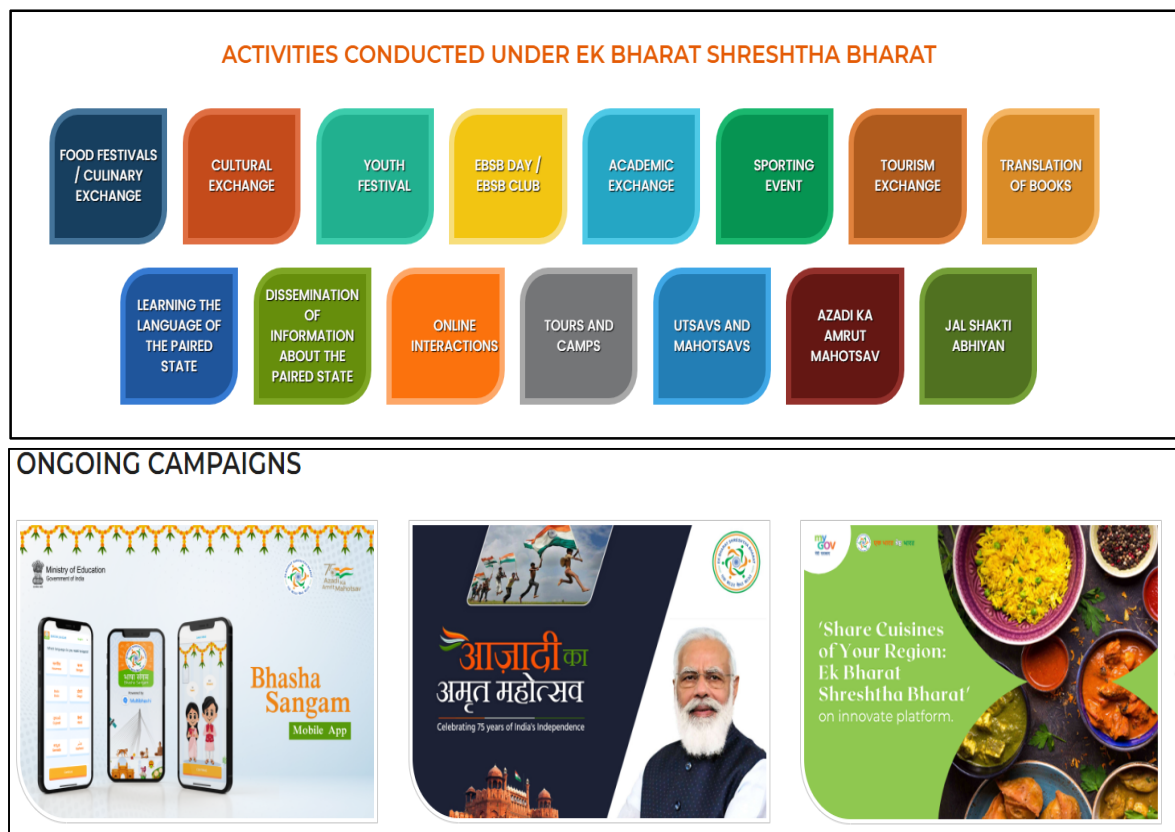 ACTIVITIES CONDUCTED UNDER EK BHARAT SHRESHTHA BHARAT
FOOD FESTIVALS
/ CULINARY
EXCHANGE
CULTURAL
EXCHANGE
YOUTH
FESTIVAL
EBSB DAY /
EBSB CLUB
ACADEMIC
EXCHANGE
SPORTING
EVENT
TOURISM
EXCHANGE
TRANSLATION
OF BOOKS
LEARNING THE
LANGUAGE OF
THE PAIRED
STATE
DISSEMINATION
OF
INFORMATION
ABOUT THE
PAIRED STATE
ONLINE
INTERACTIONS
TOURS AND
CAMPS
UTSAVS AND
MAHOTSAVS
AZADI KA
AMRUT
MAHOTSAV
JAL SHAKTI
ABHIYAN
ONGOING CAMPAIGNS
Ministry of Education
Government of India
Bhasha
Sangam
Mobile App
आज़ादी का
अमृत महोत्सव
Celebrating 75 years of India's Independence
my
GOV
'Share Cuisines
of Your Region:
Ek Bharat
Shreshtha Bharat'
on innovate platform.